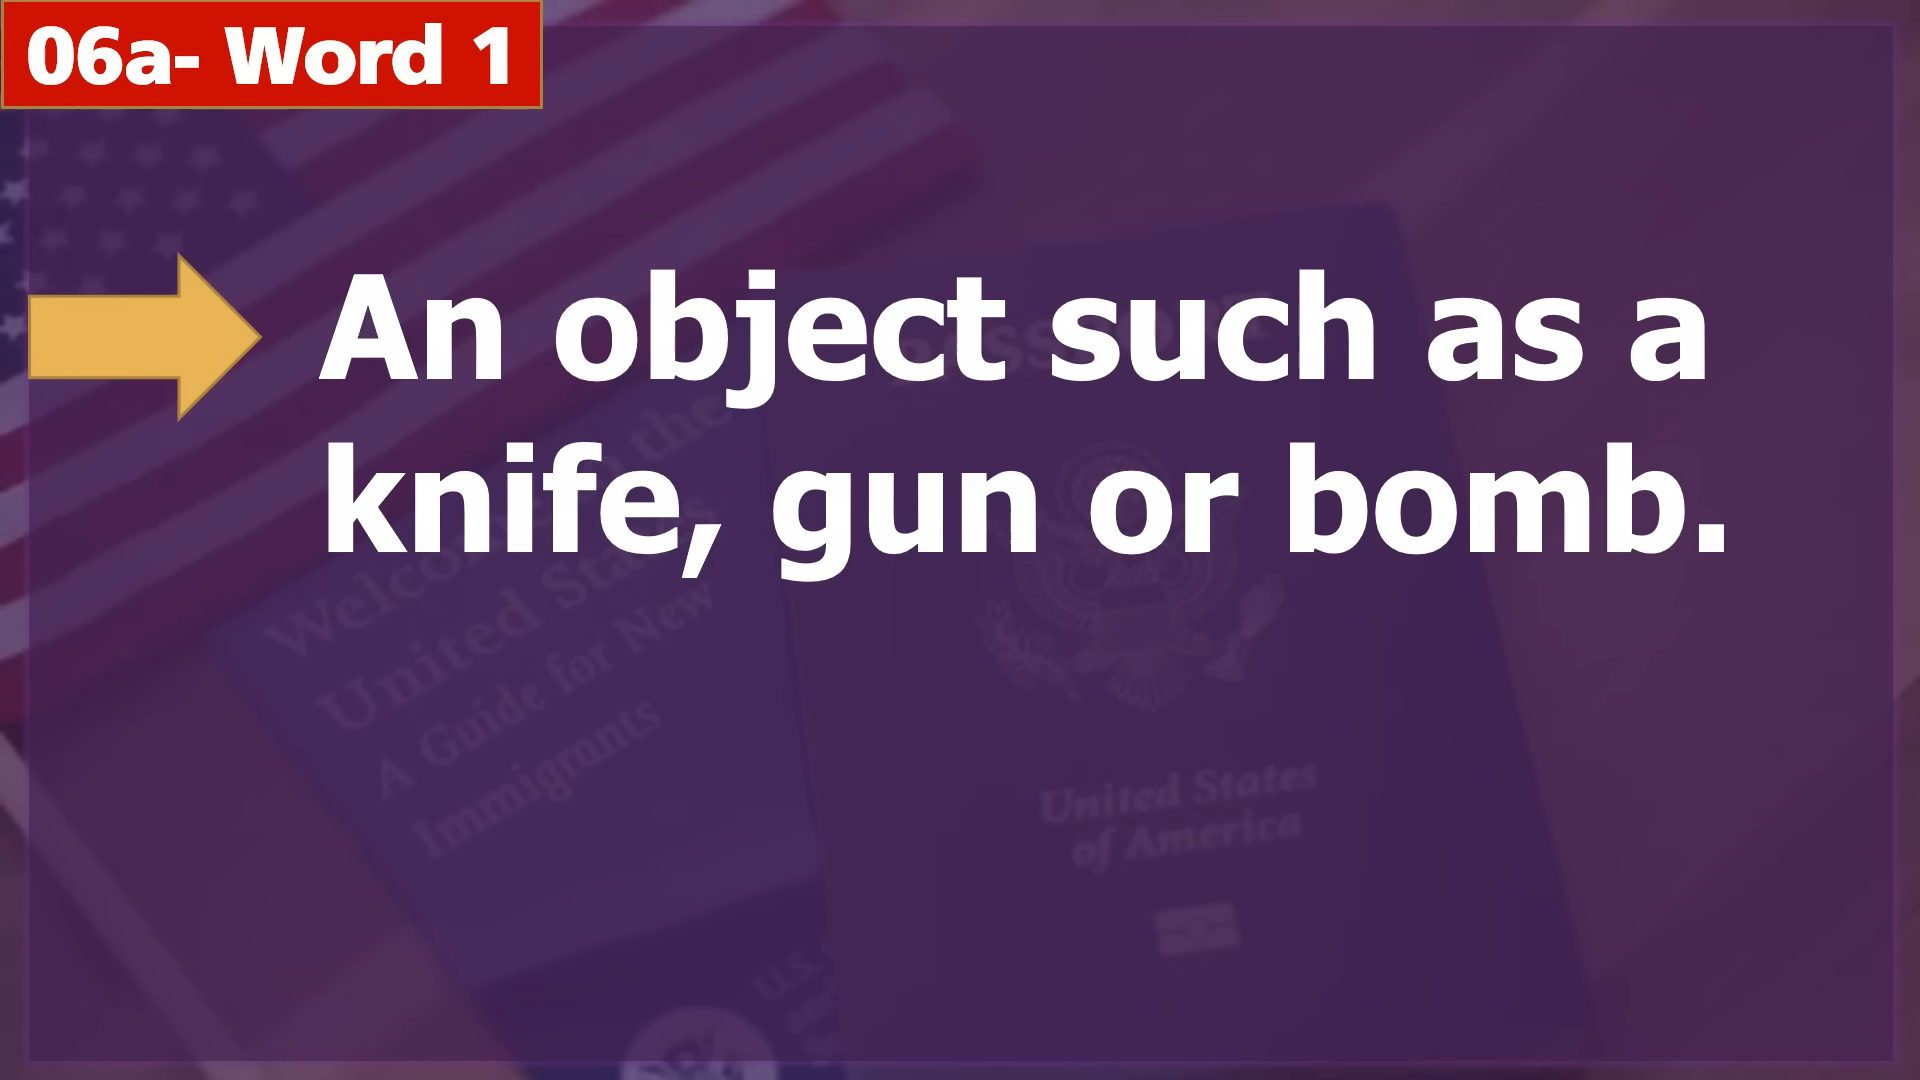 06a- Word 1
An object such as a
knife, gun or bomb.
Welcome
the
United States
A Guide for New
Immigrants
United States
of America
U.S.